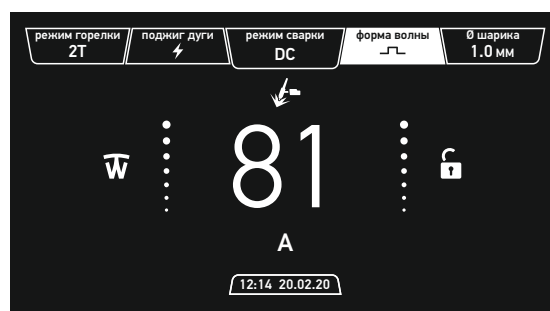 режим горелки
2T
поджиг дуги
режим сварки
DC
форма волны
Ø шарика
1.0 мм
81
A
12:14 20.02.20